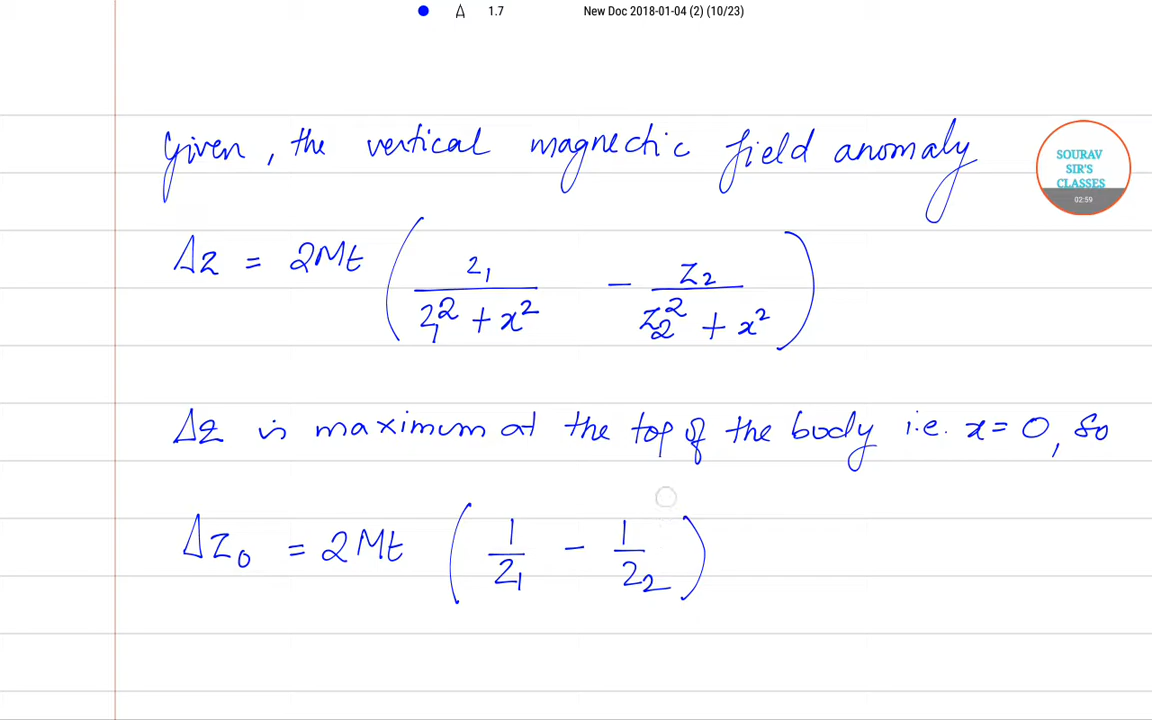 A 1.7 New Doc 2018-01-04 (2) (10/23)
Given, the vertical magnectic field anomaly
SOURAV
SIR'S
CLASSES
02:59
ΔZ = 2Mt ( z₁ / (z₁² + x²) − z₂ / (z₂² + x²) )
ΔZ is maximum at the top of the body i.e. x = 0, So
ΔZ₀ = 2Mt ( 1/z₁ − 1/z₂ )